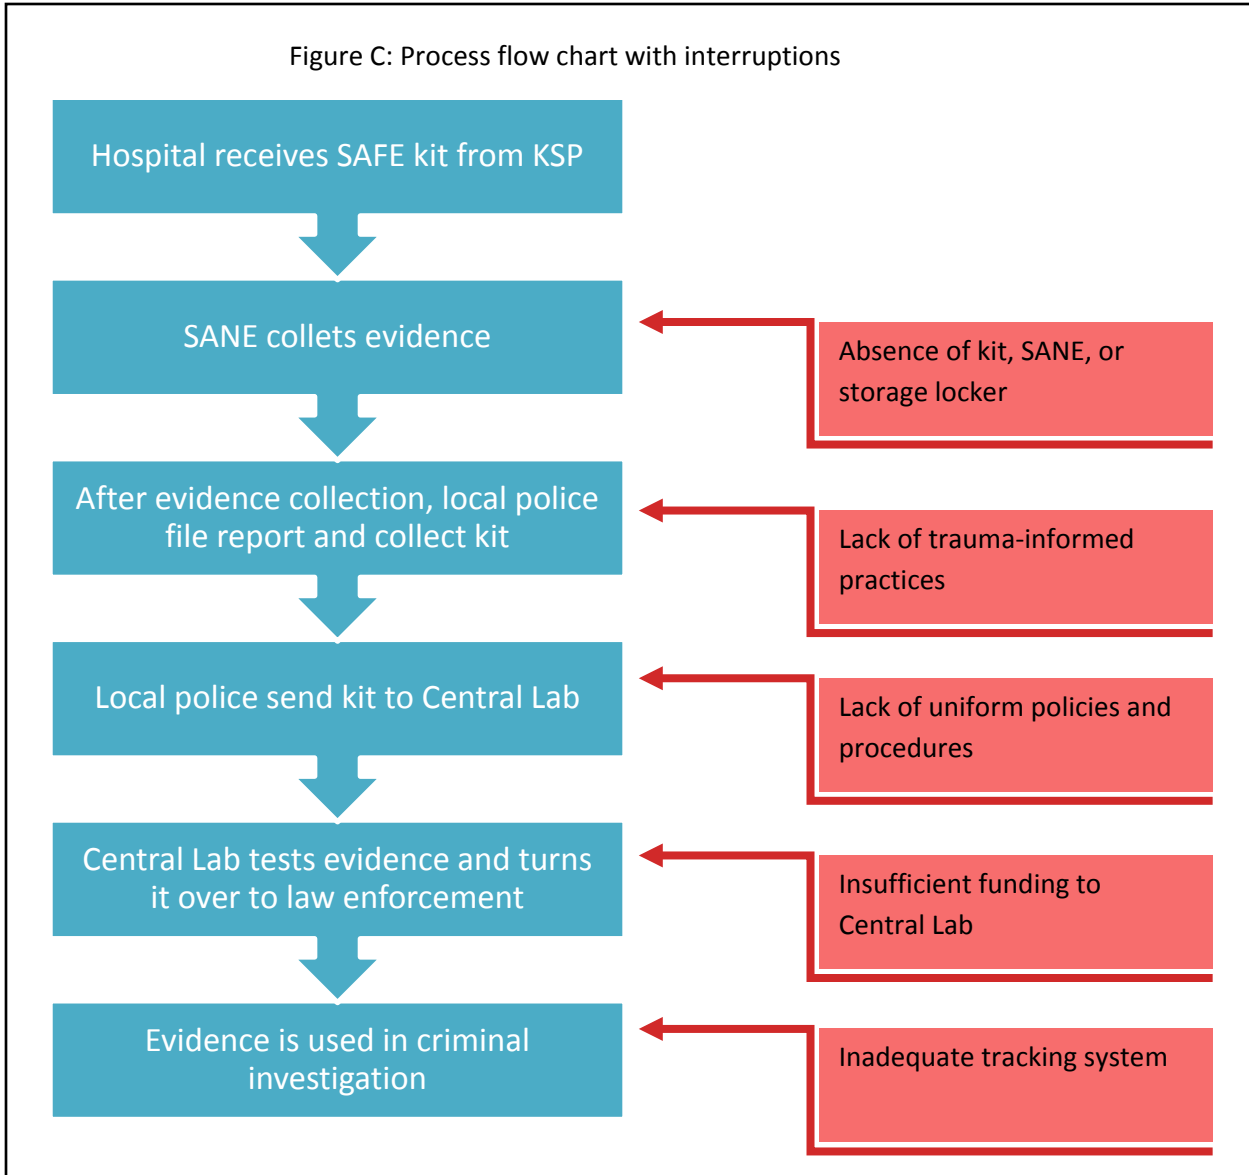 Figure C: Process flow chart with interruptions
Hospital receives SAFE kit from KSP
SANE collets evidence
Absence of kit, SANE, or
storage locker
After evidence collection, local police
file report and collect kit
Lack of trauma-informed
practices
Local police send kit to Central Lab
Lack of uniform policies and
procedures
Central Lab tests evidence and turns
it over to law enforcement
Insufficient funding to
Central Lab
Evidence is used in criminal
investigation
Inadequate tracking system